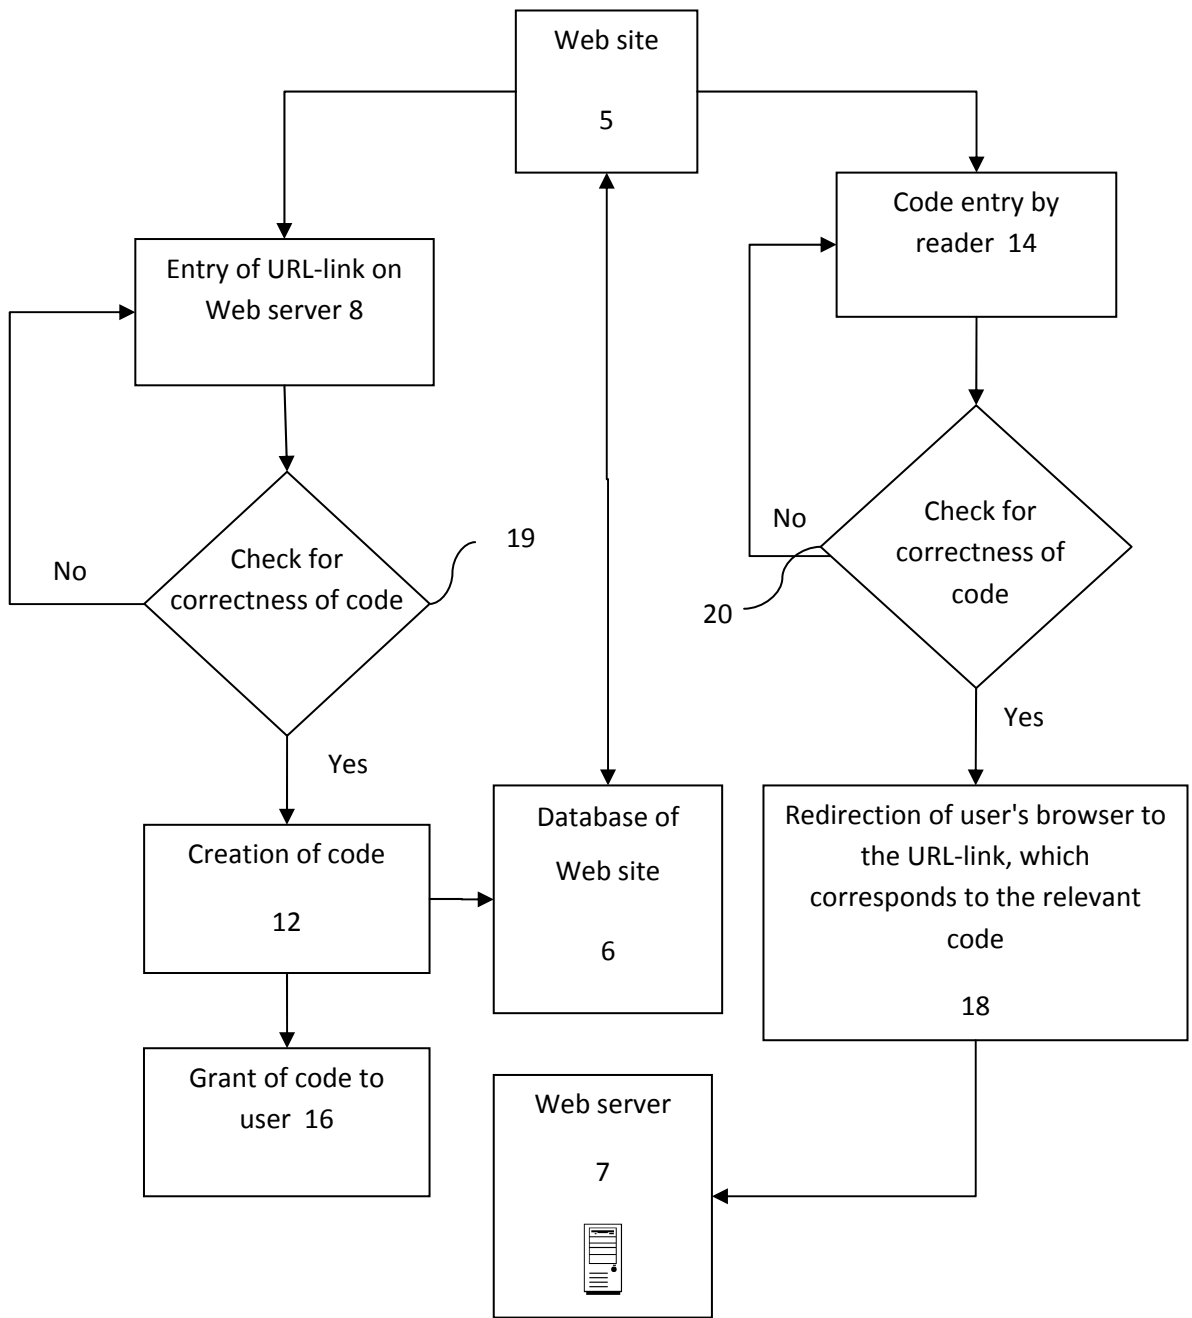 Web site
5
Entry of URL-link on
Web server 8
Check for
correctness of code
19
No
Yes
Creation of code
12
Grant of code to
user 16
Database of
Web site
6
Web server
7
Code entry by
reader 14
Check for
correctness of
code
No
20
Yes
Redirection of user's browser to
the URL-link, which
corresponds to the relevant
code
18